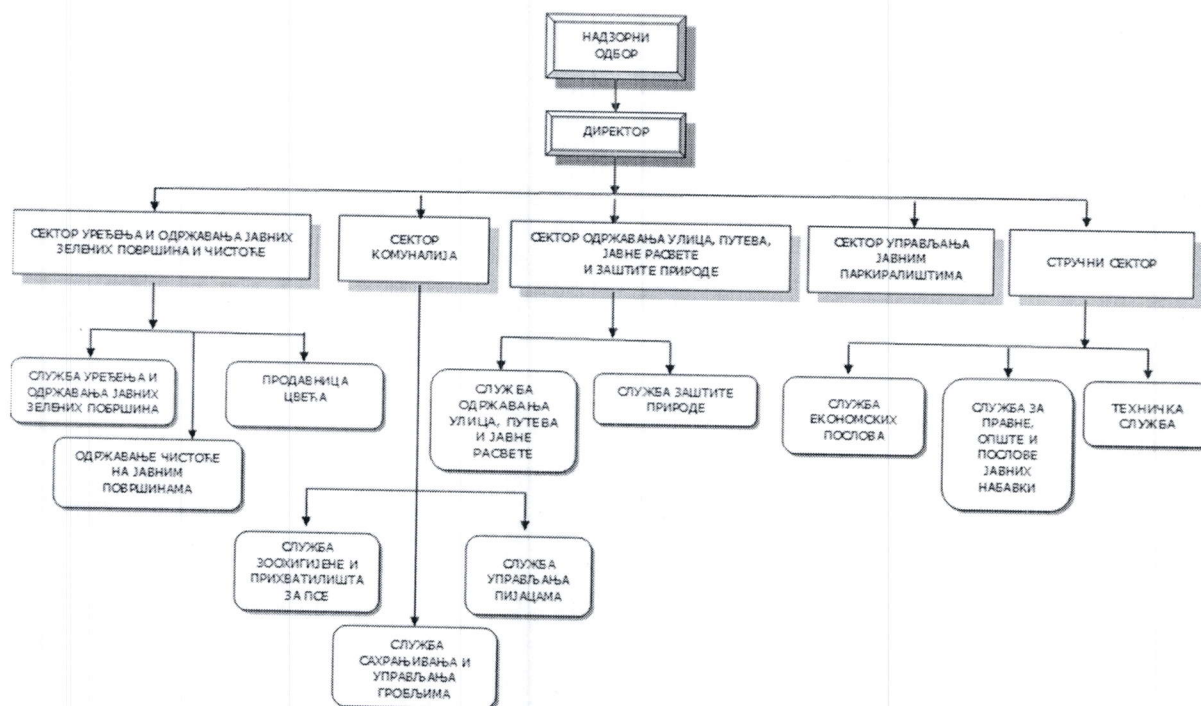 НАДЗОРНИ
ОДБОР
ДИРЕКТОР
СЕКТОР УРЕЂЕЊА И ОДРЖАВАЊА ЈАВНИХ
ЗЕЛЕНИХ ПОВРШИНА И ЧИСТОЋЕ
СЕКТОР
КОМУНАЛИЈА
СЕКТОР ОДРЖАВАЊА УЛИЦА, ПУТЕВА,
ЈАВНЕ РАСВЕТЕ
И ЗАШТИТЕ ПРИРОДЕ
СЕКТОР УПРАВЉАЊА
ЈАВНИМ
ПАРКИРАЛИШТИМА
СТРУЧНИ СЕКТОР
СЛУЖБА УРЕЂЕЊА И
ОДРЖАВАЊА ЈАВНИХ
ЗЕЛЕНИХ ПОВРШИНА
ПРОДАВНИЦА
ЦВЕЋА
ОДРЖАВАЊЕ ЧИСТОЋЕ
НА ЈАВНИМ
ПОВРШИНАМА
СЛУЖБА
ОДРЖАВАЊА
УЛИЦА, ПУТЕВА
И ЈАВНЕ
РАСВЕТЕ
СЛУЖБА ЗАШТИТЕ
ПРИРОДЕ
СЛУЖБА
ЕКОНОМСКИХ
ПОСЛОВА
СЛУЖБА ЗА
ПРАВНЕ,
ОПШТЕ И
ПОСЛОВЕ
ЈАВНИХ
НАБАВКИ
ТЕХНИЧКА
СЛУЖБА
СЛУЖБА
ЗООХИГИЈЕНЕ И
ПРИХВАТИЛИШТА
ЗА ПСЕ
СЛУЖБА
УПРАВЉАЊА
ПИЈАЦАМА
СЛУЖБА
САХРАЊИВАЊА И
УПРАВЉАЊА
ГРОБЉИМА